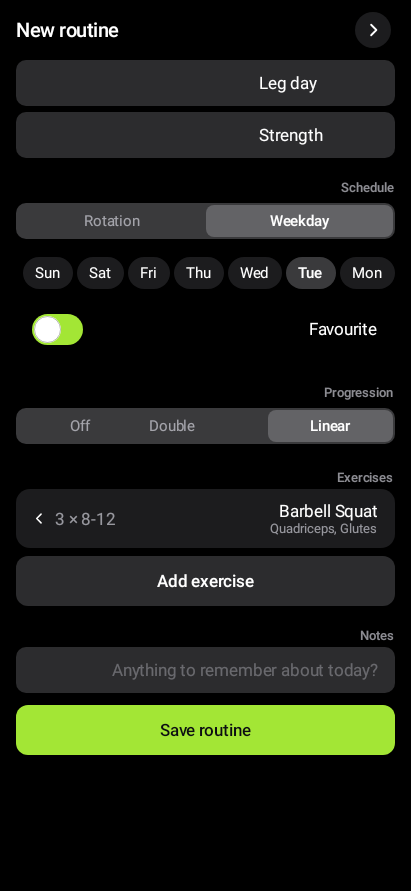 New routine
Leg day
Strength
Schedule
Weekday
Rotation
Mon
Tue
Wed
Thu
Fri
Sat
Sun
Favourite
Progression
Linear
Double
Off
Exercises
Barbell Squat
Quadriceps, Glutes
3 × 8-12
Add exercise
Notes
Anything to remember about today?
Save routine